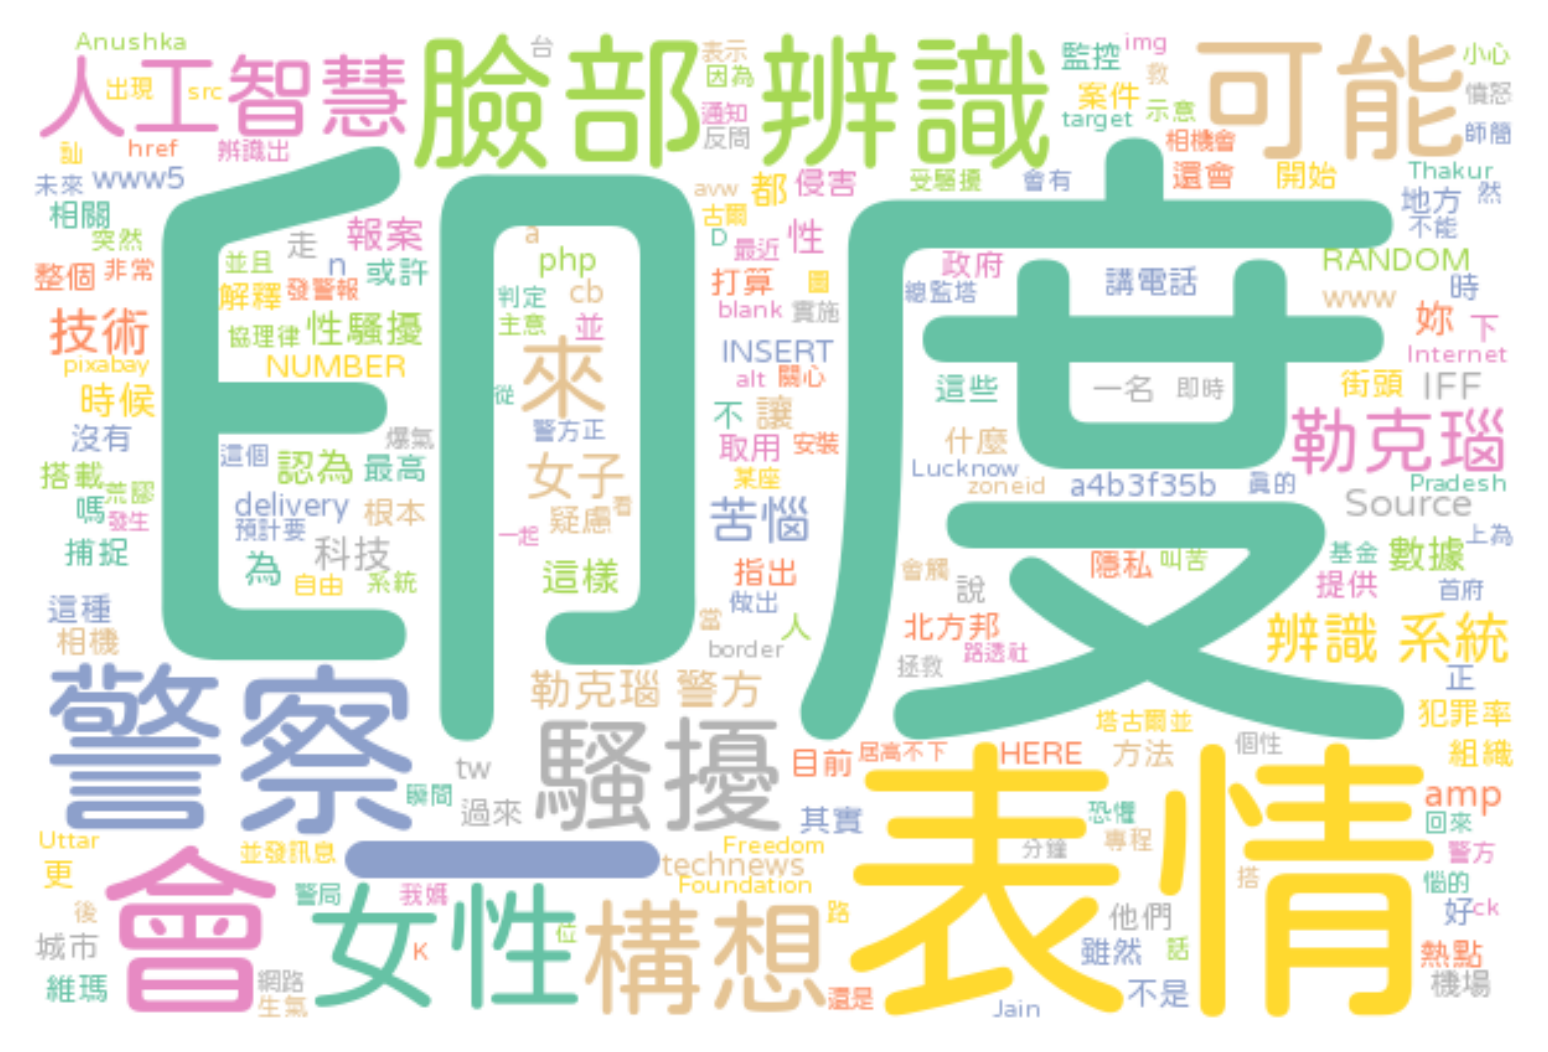 Anushka
台
表示
監控
img
小心
人工智慧
臉部辨識
可能
出現
src
因為
救
案件
憤怒
通知
示意
target
反問
師簡
訕
href
辨識出
相機會
未來
www5
avw
都
侵害
受騷擾
會有
還會
開始
Thakur
地方
然
相關
古爾
不能
突然
走
報案
a
D
最近
性
印度
整個
非常
並且
n
或許
php
打算
圖
政府
講電話
RANDOM
時
解釋
發警報
判定
cb
總監塔
www
技術
協理律
性騷擾
主意
並
blank
實施
妳
下
pixabay
NUMBER
來
INSERT
Internet
時候
從
alt
關心
這些
一名
即時
街頭
IFF
沒有
爆氣
警方正
不
讓
勒克瑙
這個
認為
最高
女子
取用
安裝
什麼
搭載
荒謬
某座
Lucknow
zoneid
a4b3f35b
真的
Pradesh
嗎
發生
delivery
根本
疑慮
看
苦惱
Source
預計要
一起
捕捉
為
科技
基金
數據
上為
自由
系統
這樣
指出
會觸
說
隱私
叫苦
提供
首府
這種
做出
當
人
北方邦
辨識 系統
相機
border
拯救
路透社
警察
勒克瑙 警方
正
塔古爾並
犯罪率
騷擾
目前
居高不下
HERE
方法
個性
組織
tw
表情
瞬間
過來
其實
恐懼
amp
回來
Uttar
並發訊息
一
technews
Freedom
分鐘
專程
警方
更
會
Foundation
搭
惱的
警局
我媽
女性
構想
後
位
路
他們
好
ck
城市
K
雖然
話
熱點
維瑪
網路
生氣
還是
Jain
不是
機場